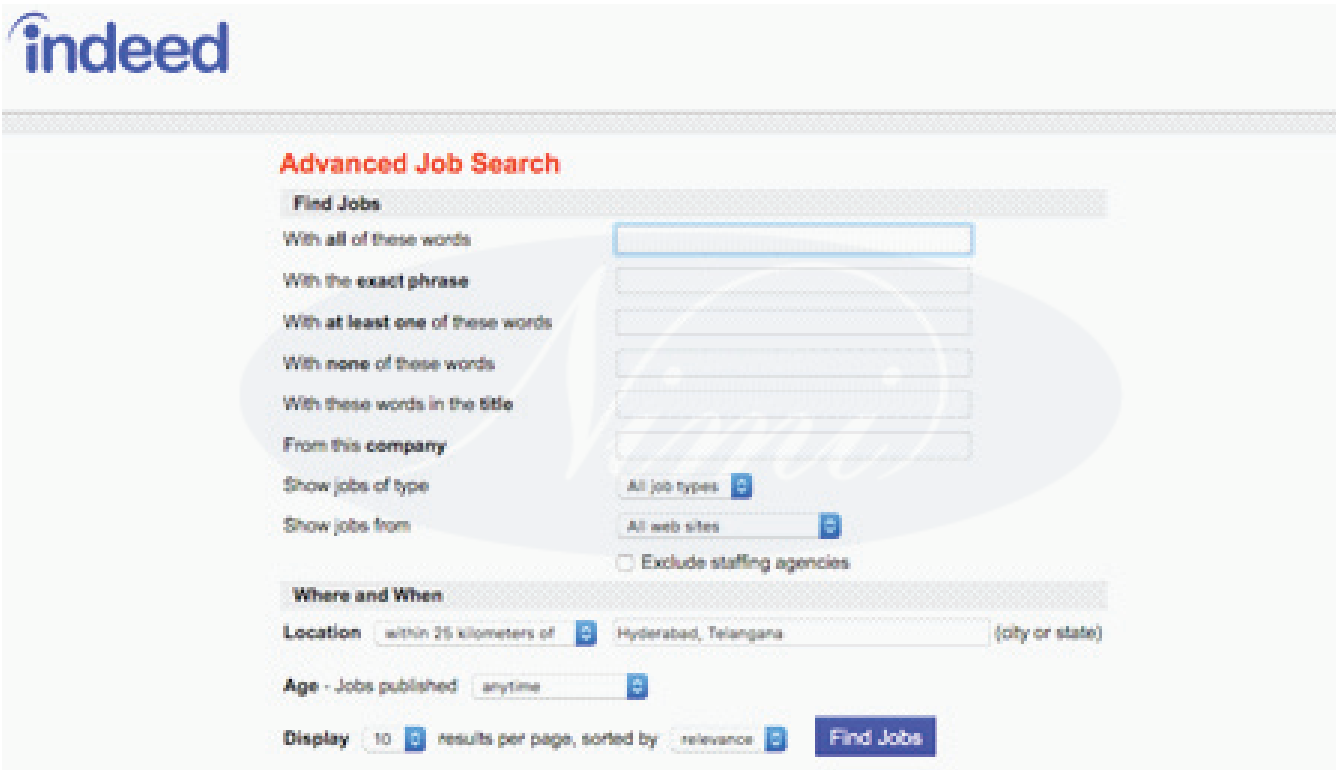 indeed
Advanced Job Search
Find Jobs
With all of these words
With the exact phrase
With at least one of these words
With none of these words
With these words in the title
From this company
Show jobs of type All job types
Show jobs from All web sites
Exclude staffing agencies
Where and When
Location within 25 kilometers of Hyderabad, Telangana (city or state)
Age - Jobs published anytime
Display 10 results per page, sorted by relevance Find Jobs
Nimi